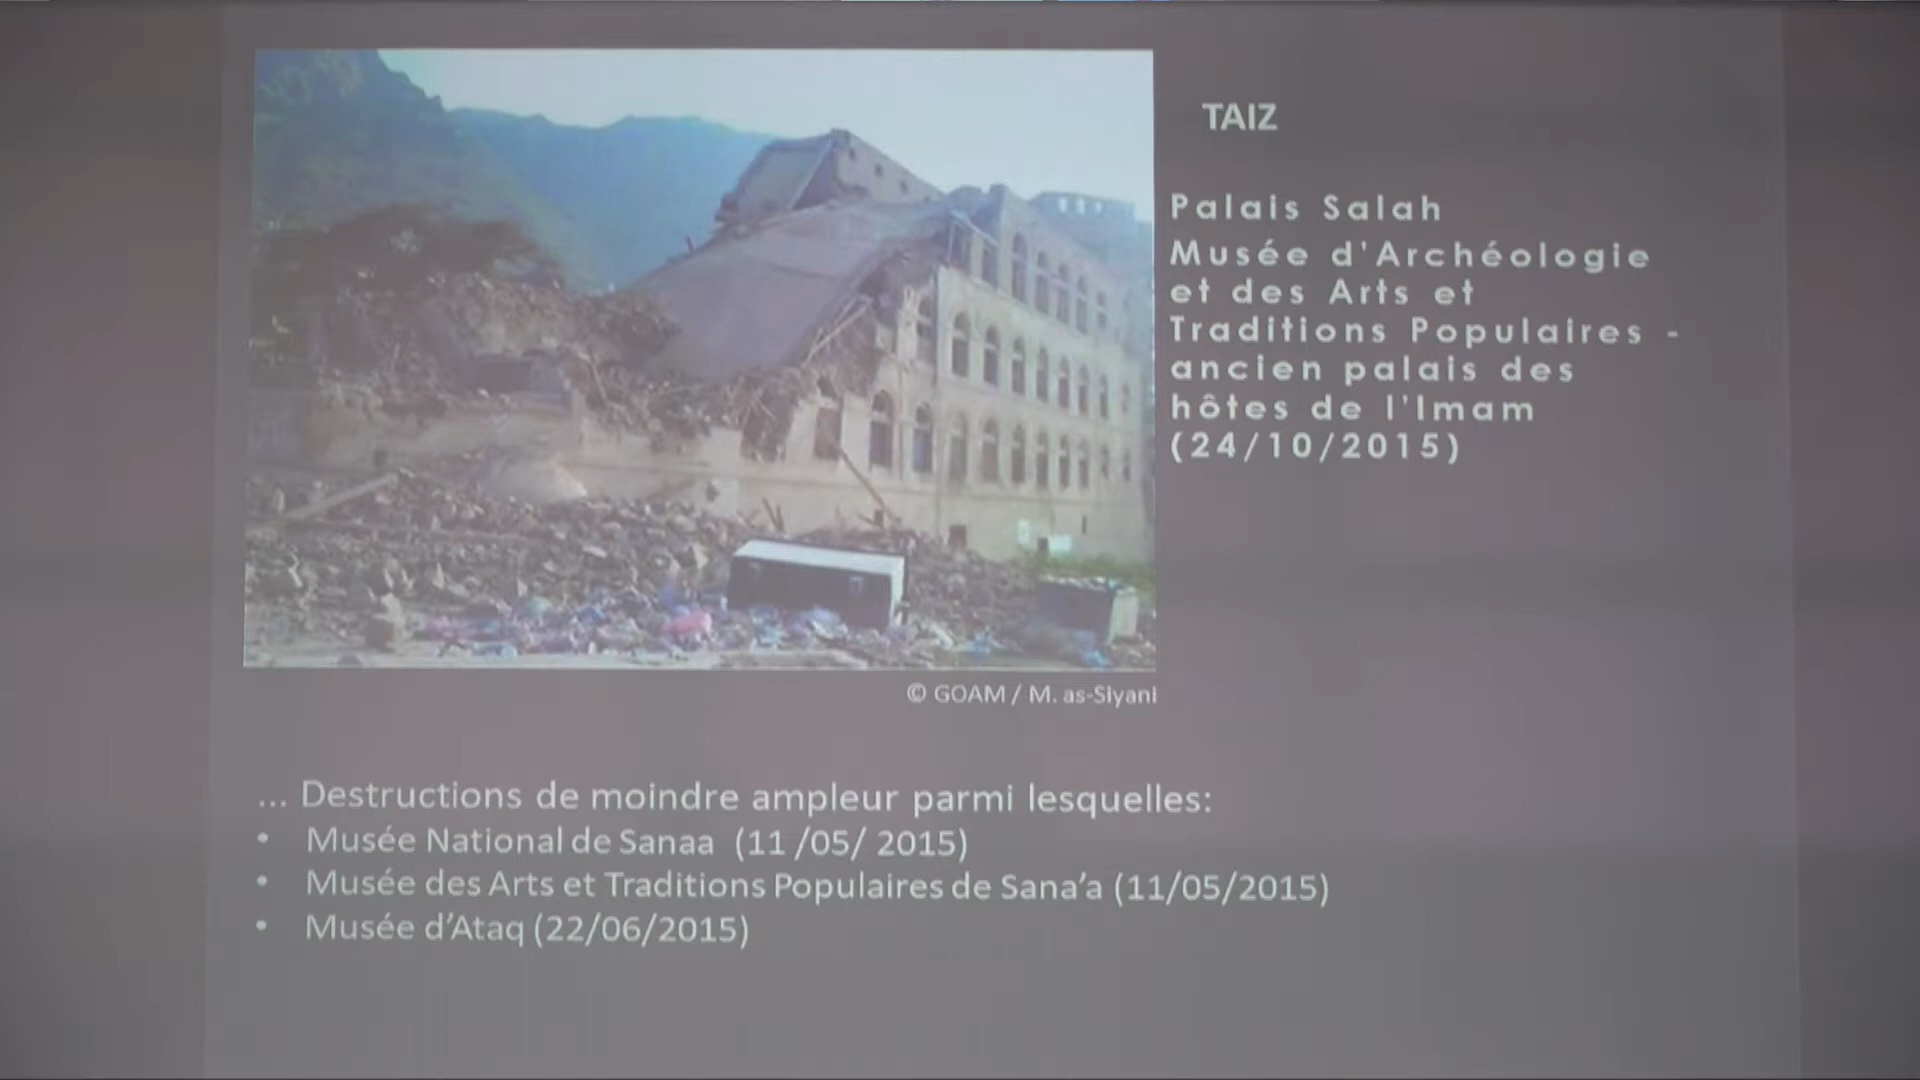 TAIZ
Palais Salah
Musée d'Archéologie
et des Arts et
Traditions Populaires -
ancien palais des
hôtes de l'Imam
(24/10/2015)
© GOAM / M. as-Siyani
... Destructions de moindre ampleur parmi lesquelles:
• Musée National de Sanaa (11 /05/ 2015)
• Musée des Arts et Traditions Populaires de Sana'a (11/05/2015)
• Musée d'Ataq (22/06/2015)